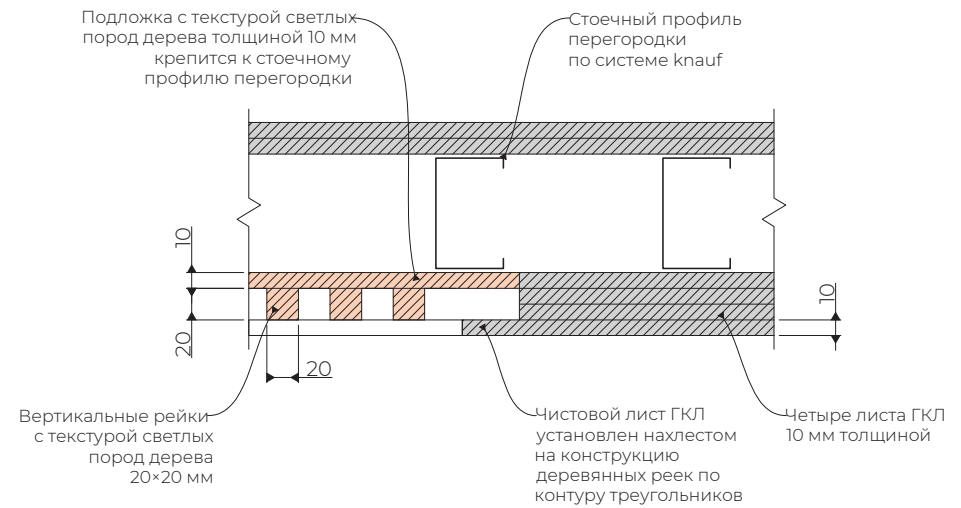 Подложка с текстурой светлых
пород дерева толщиной 10 мм
крепится к стоечному
профилю перегородки
Стоечный профиль
перегородки
по системе knauf
10
20
20
10
Вертикальные рейки
с текстурой светлых
пород дерева
20×20 мм
Чистовой лист ГКЛ
установлен нахлестом
на конструкцию
деревянных реек по
контуру треугольников
Четыре листа ГКЛ
10 мм толщиной